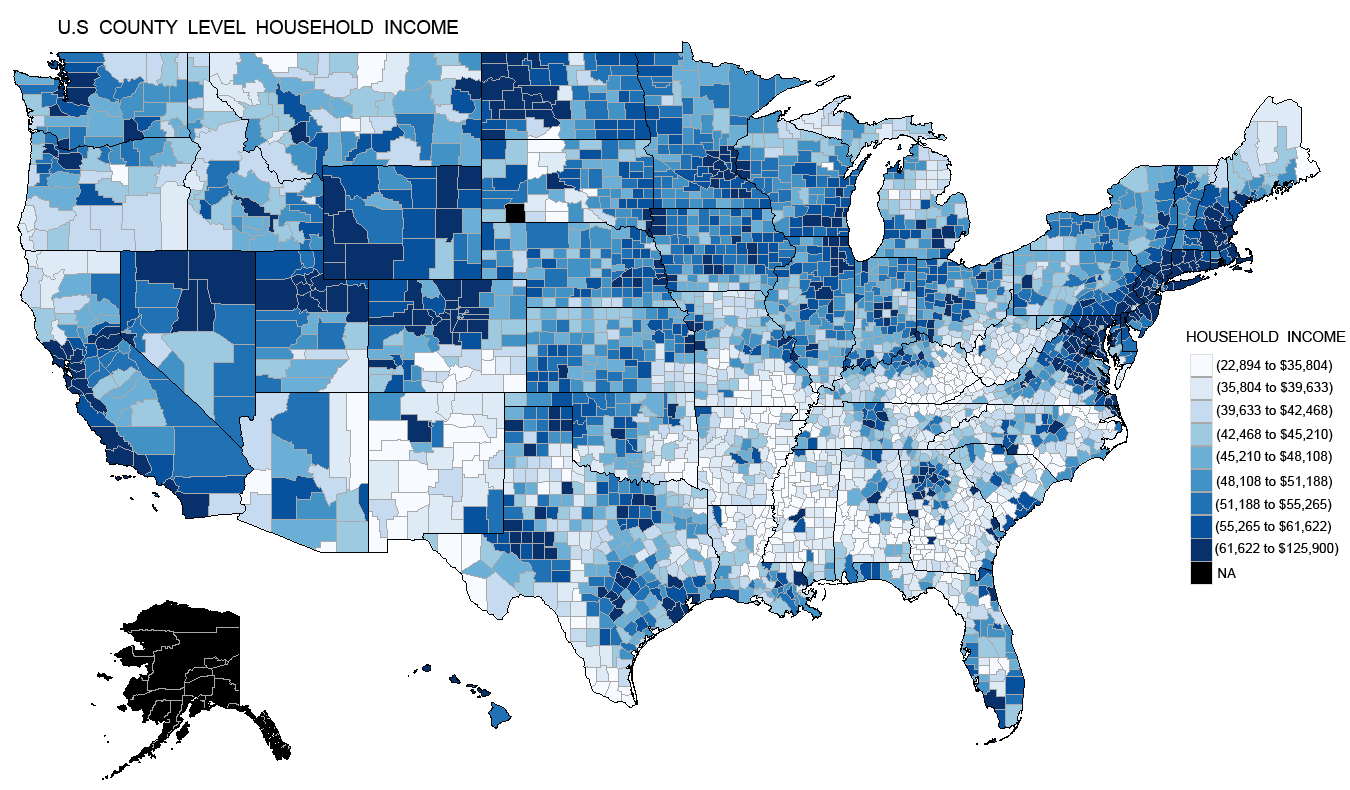 U.S COUNTY LEVEL HOUSEHOLD INCOME
HOUSEHOLD INCOME
(22,894 to $35,804)
(35,804 to $39,633)
(39,633 to $42,468)
(42,468 to $45,210)
(45,210 to $48,108)
(48,108 to $51,188)
(51,188 to $55,265)
(55,265 to $61,622)
(61,622 to $125,900)
NA